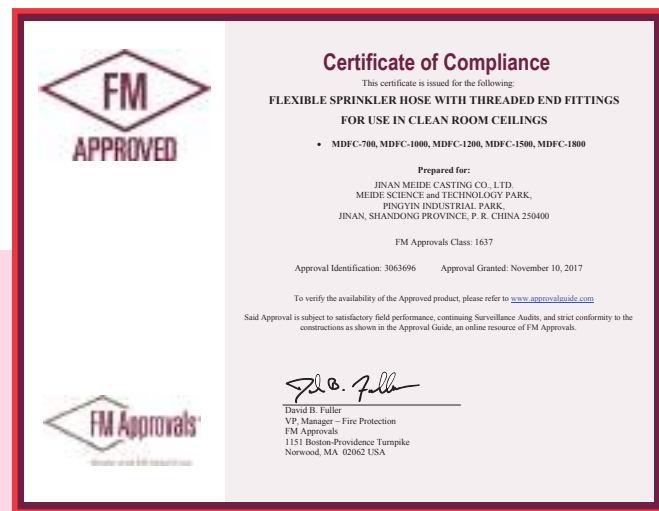 FM
APPROVED
Certificate of Compliance
This certificate is issued for the following:
FLEXIBLE SPRINKLER HOSE WITH THREADED END FITTINGS
FOR USE IN CLEAN ROOM CEILINGS
• MDFC-700, MDFC-1000, MDFC-1200, MDFC-1500, MDFC-1800
Prepared for:
JINAN MEIDE CASTING CO., LTD.
MEIDE SCIENCE and TECHNOLOGY PARK,
PINGYIN INDUSTRIAL PARK,
JINAN, SHANDONG PROVINCE, P. R. CHINA 250400
FM Approvals Class: 1637
Approval Identification: 3063696 Approval Granted: November 10, 2017
To verify the availability of the Approved product, please refer to www.approvalguide.com
Said Approval is subject to satisfactory field performance, continuing Surveillance Audits, and strict conformity to the
constructions as shown in the Approval Guide, an online resource of FM Approvals.
David B. Fuller
VP, Manager – Fire Protection
FM Approvals
1151 Boston-Providence Turnpike
Norwood, MA 02062 USA
FM Approvals